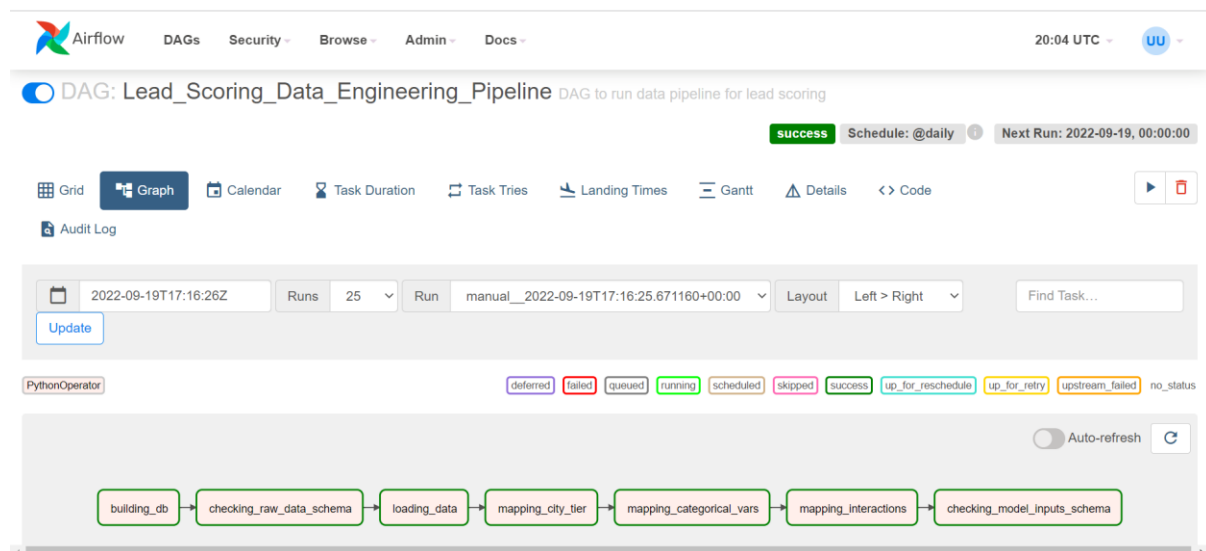 Airflow DAGs Security Browse Admin Docs 20:04 UTC UU
DAG: Lead_Scoring_Data_Engineering_Pipeline DAG to run data pipeline for lead scoring
success Schedule: @daily i Next Run: 2022-09-19, 00:00:00
Grid Graph Calendar Task Duration Task Tries Landing Times Gantt Details <> Code
Audit Log
2022-09-19T17:16:26Z Runs 25 Run manual__2022-09-19T17:16:25.671160+00:00 Layout Left > Right Find Task...
Update
PythonOperator deferred failed queued running scheduled skipped success up_for_reschedule up_for_retry upstream_failed no_status
Auto-refresh
building_db checking_raw_data_schema loading_data mapping_city_tier mapping_categorical_vars mapping_interactions checking_model_inputs_schema